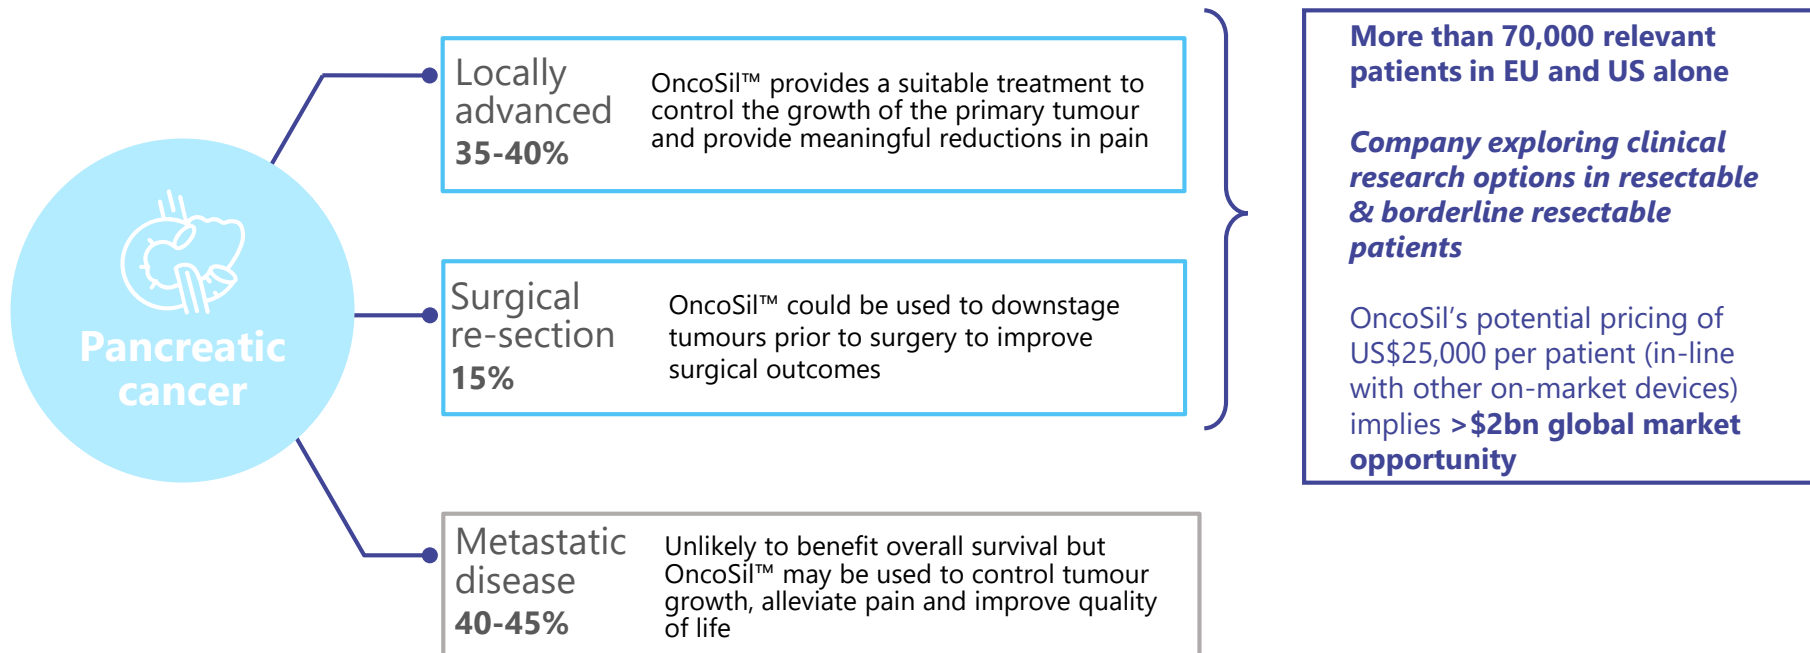 Pancreatic
cancer
Locally
advanced
35-40%
OncoSil™ provides a suitable treatment to
control the growth of the primary tumour
and provide meaningful reductions in pain
Surgical
re-section
15%
OncoSil™ could be used to downstage
tumours prior to surgery to improve
surgical outcomes
Metastatic
disease
40-45%
Unlikely to benefit overall survival but
OncoSil™ may be used to control tumour
growth, alleviate pain and improve quality
of life
More than 70,000 relevant
patients in EU and US alone
Company exploring clinical
research options in resectable
& borderline resectable
patients
OncoSil’s potential pricing of
US$25,000 per patient (in-line
with other on-market devices)
implies >$2bn global market
opportunity